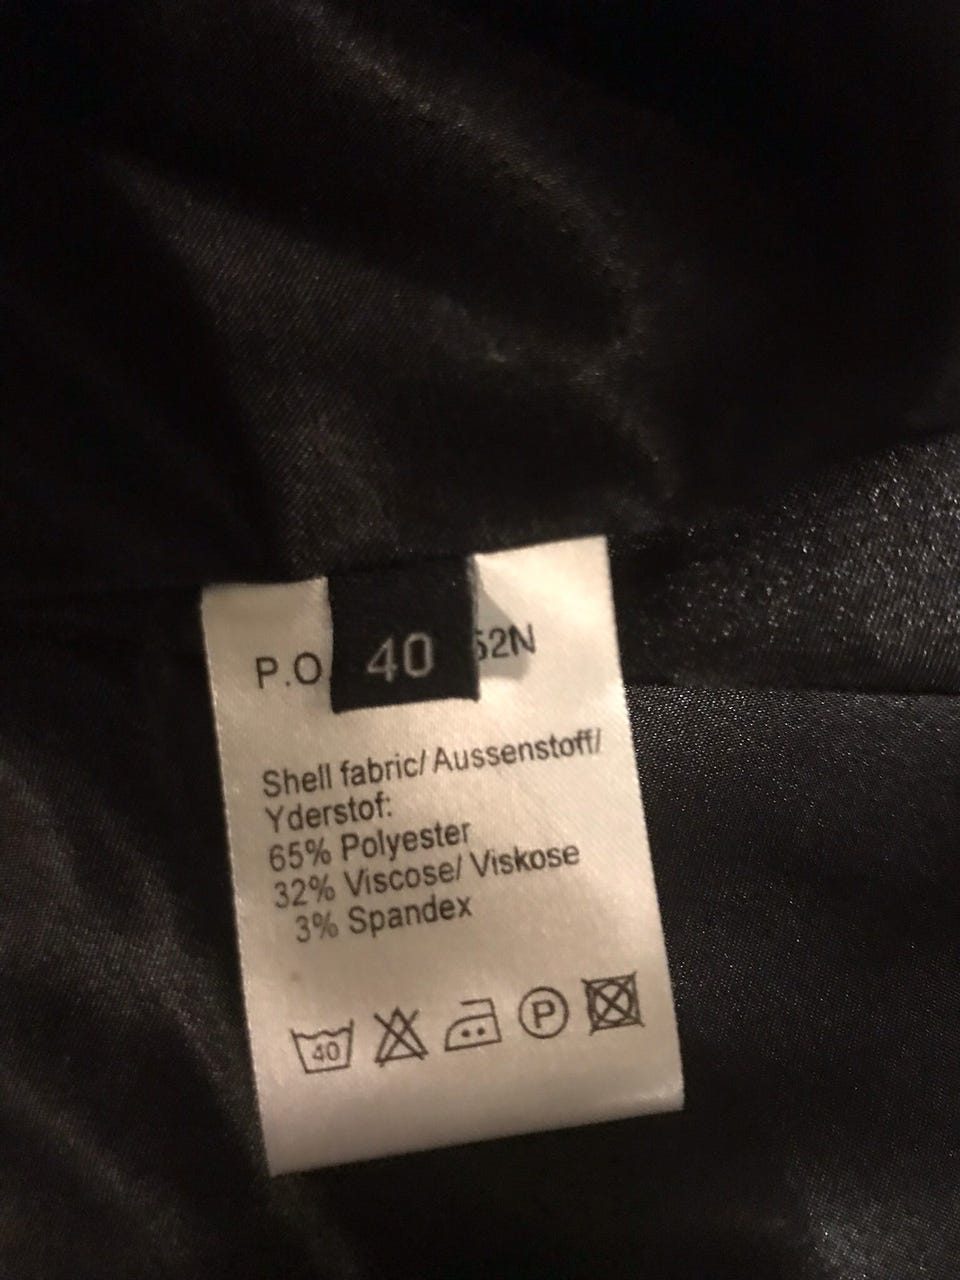 P.O 40 52N
Shell fabric/ Aussenstoff/
Yderstof:
65% Polyester
32% Viscose/ Viskose
3% Spandex
40 P